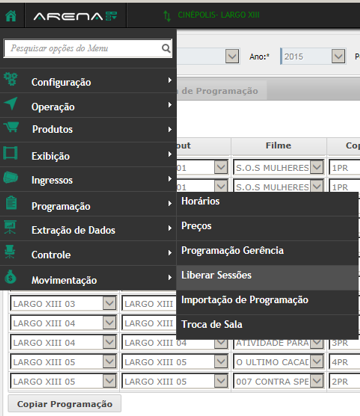 ARENA CINÉPOLIS- LARGO XIII
Pesquisar opções do Menu
Ano:* 2015 P
Configuração
de Programação
Operação
Produtos
out Filme Cop
Exibição
01 S.O.S MULHERES 1PR
Ingressos
01 S.O.S MULHERES 1PR
Programação
Horários
Preços
Extração de Dados
Programação Gerência
Controle
Liberar Sessões
Movimentação
Importação de Programação
LARGO XIII 03 LARGO XIII
LARGO XIII 04 LARGO XIII
Troca de Sala
LARGO XIII 04 LARGO XIII 04 ATIVIDADE PARA 3PR
LARGO XIII 05 LARGO XIII 05 O ULTIMO CACAD 4PR
LARGO XIII 05 LARGO XIII 05 007 CONTRA SPE 2PR
Copiar Programação